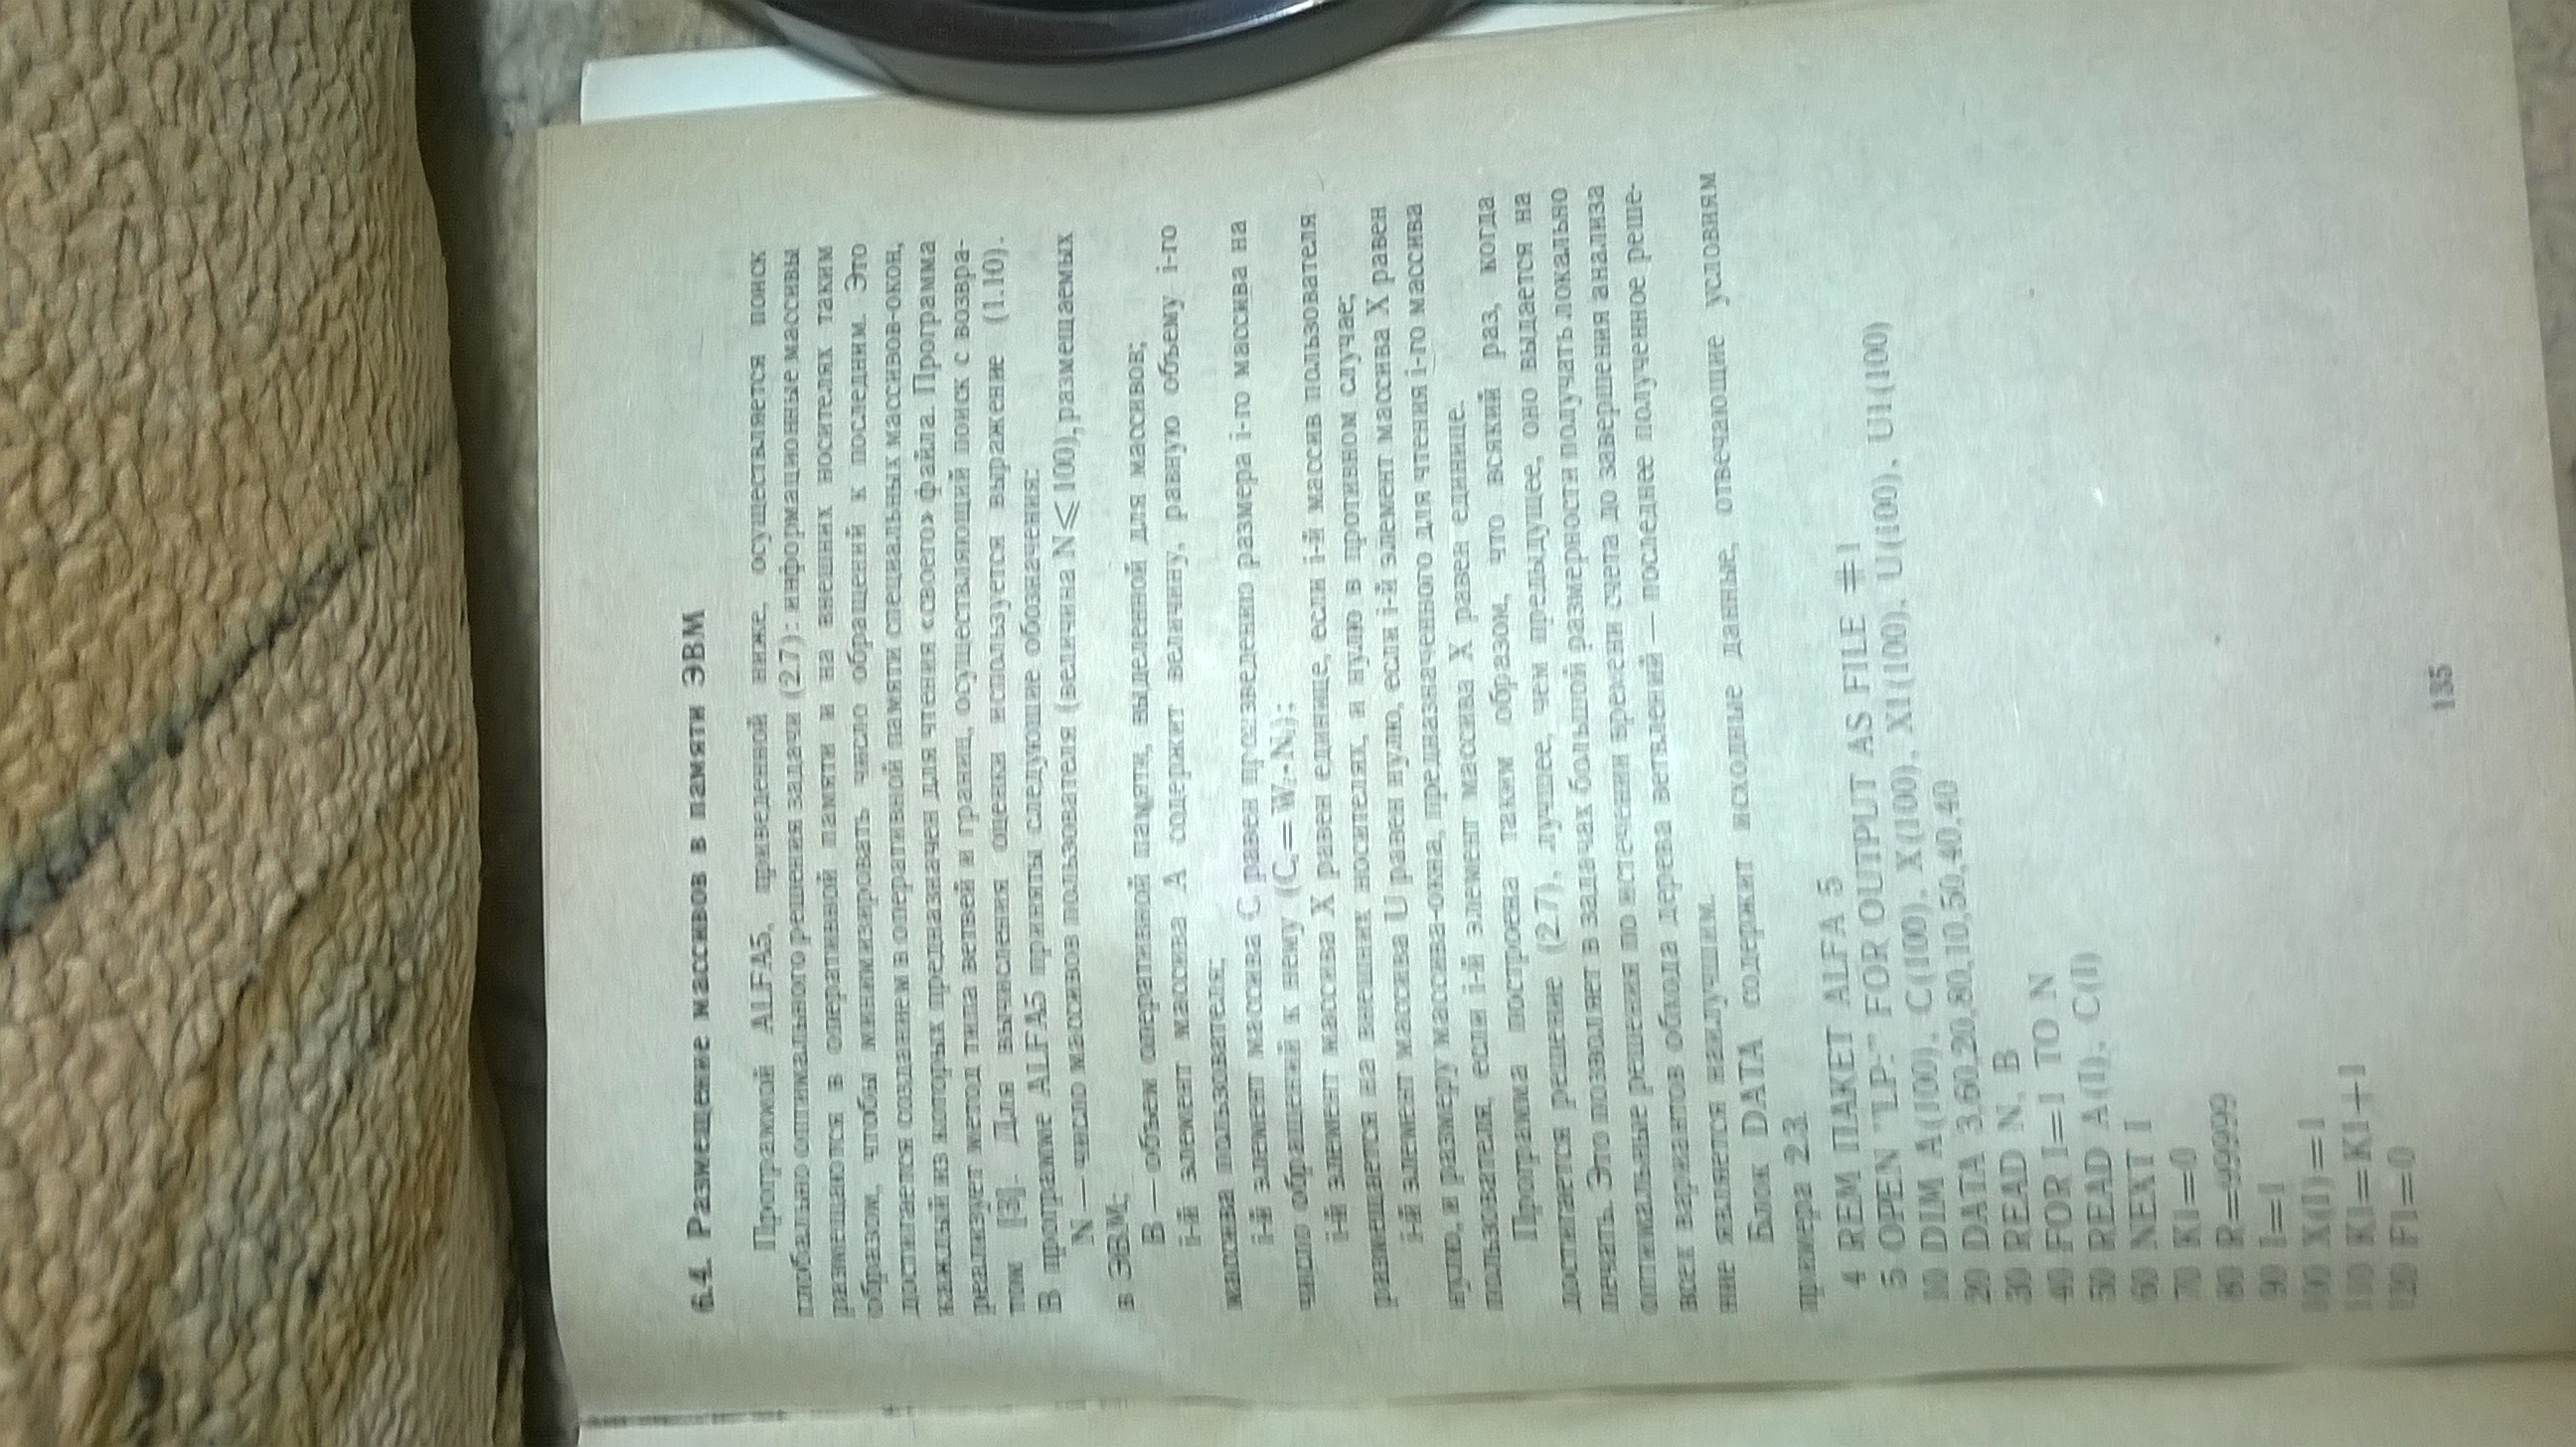 6.4. Размещение массивов в памяти ЭВМ
Программой ALFA5, приведенной ниже, осуществляется поиск
глобально оптимального решения задачи (2.7): информационные массивы
размещаются в оперативной памяти и на внешних носителях таким
образом, чтобы минимизировать число обращений к последним. Это
достигается созданием в оперативной памяти специальных массивов-окон,
каждый из которых предназначен для чтения «своего» файла. Программа
реализует метод типа ветвей и границ, осуществляющий поиск с возвра-
том [3]. Для вычисления оценки используется выражение (1.10).
В программе ALFA5 приняты следующие обозначения:
N — число массивов пользователя (величина N ⩽ 100), размещаемых
в ЭВМ;
B — объем оперативной памяти, выделенной для массивов;
i-й элемент массива A содержит величину, равную объему i-го
массива пользователя;
i-й элемент массива C равен произведению размера i-го массива на
число обращений к нему
i-й элемент массива X равен единице, если i-й массив пользователя
размещается на внешних носителях, и нулю в противном случае;
i-й элемент массива U равен нулю, если i-й элемент массива X равен
нулю, и размеру массива-окна, предназначенного для чтения i-го массива
пользователя, если i-й элемент массива X равен единице.
Программа построена таким образом, что всякий раз, когда
достигается решение (2.7), лучшее, чем предыдущее, оно выдается на
печать. Это позволяет в задачах большой размерности получать локально
оптимальные решения по истечении времени счета до завершения анализа
всех вариантов обхода дерева ветвлений — последнее полученное реше-
ние является наилучшим.
Блок DATA содержит исходные данные, отвечающие условиям
примера 2.3.
4 REM ПАКЕТ ALFA 5
5 OPEN "LP:" FOR OUTPUT AS FILE #1
10 DIM A(100), C(100), X(100), X1(100), U(100), U1(100)
20 DATA 3,60,20,80,10,50,40,40
30 READ N, B
40 FOR I=1 TO N
50 READ A(I), C(I)
60 NEXT I
70 K1=0
80 R=999999
90 I=1
100 X(I)=1
110 K1=K1+1
120 F1=0
135